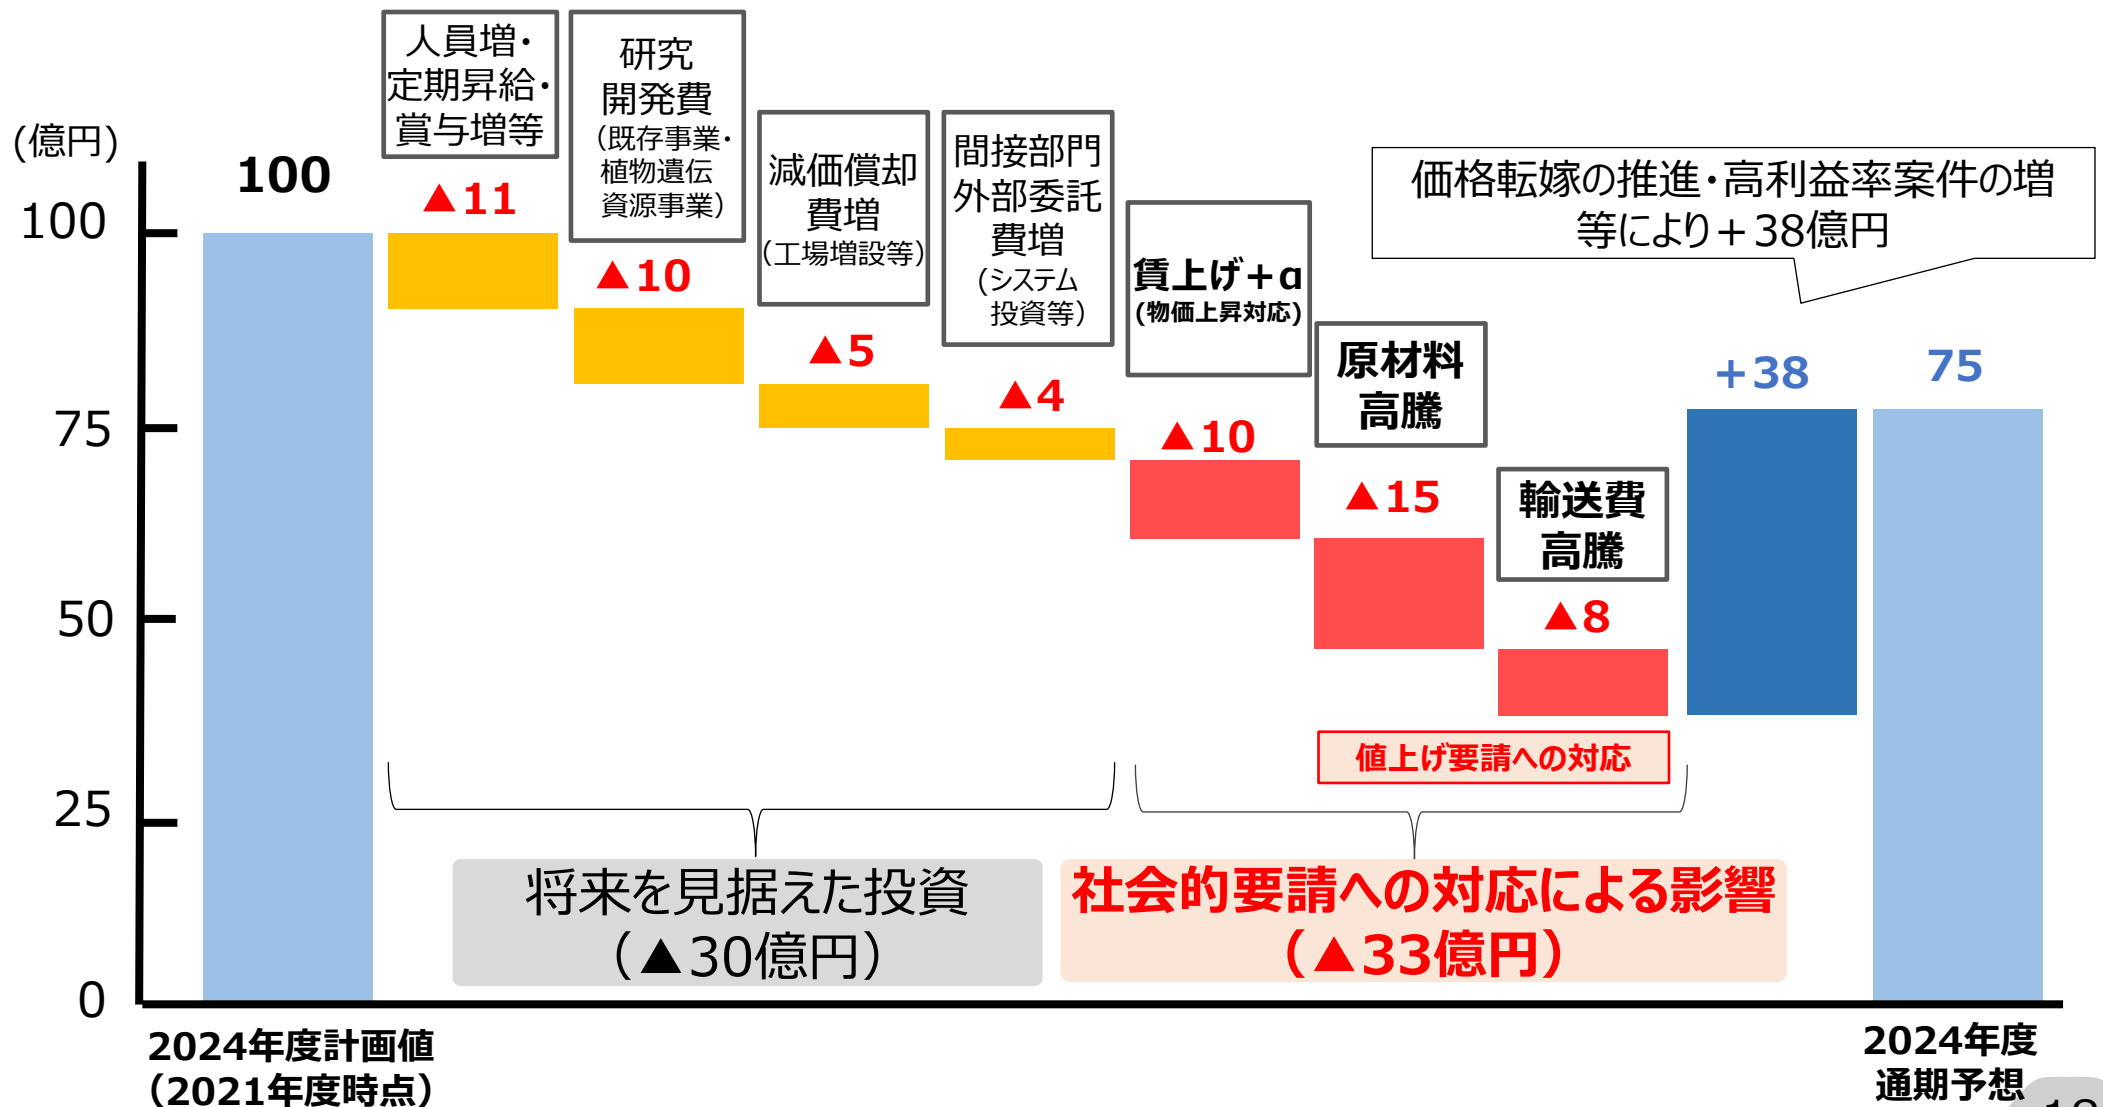 (億円)
100
75
50
25
0
100
人員増・
定期昇給・
賞与増等
▲11
研究
開発費
（既存事業・
植物遺伝
資源事業）
▲10
減価償却
費増
（工場増設等）
▲5
間接部門
外部委託
費増
（システム
投資等）
▲4
賃上げ+α
(物価上昇対応)
▲10
原材料
高騰
▲15
輸送費
高騰
▲8
価格転嫁の推進・高利益率案件の増
等により＋38億円
+38
75
値上げ要請への対応
将来を見据えた投資
（▲30億円）
社会的要請への対応による影響
（▲33億円）
2024年度計画値
（2021年度時点）
2024年度
通期予想